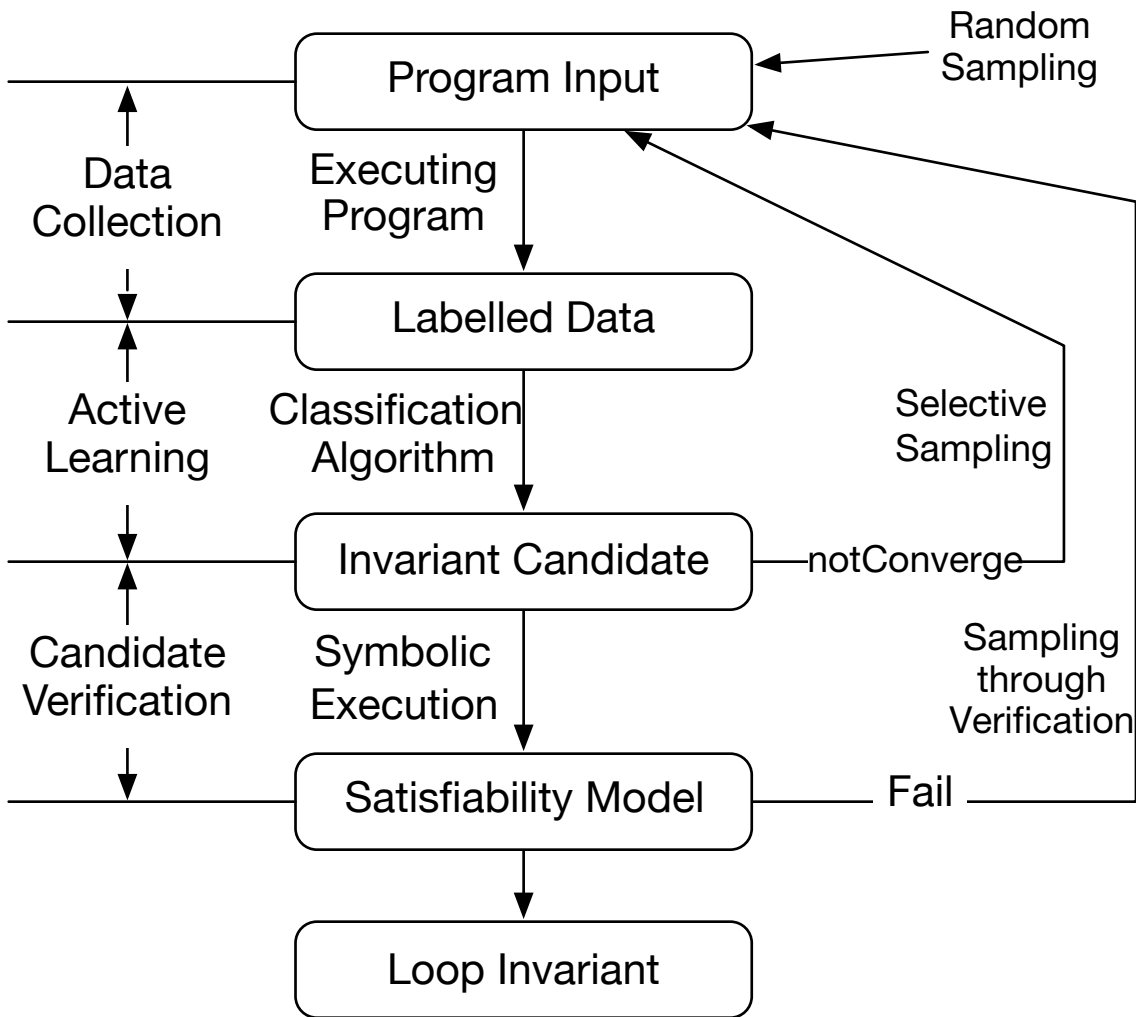 Random
Sampling
Program Input
Data
Collection
Executing
Program
Labelled Data
Active
Learning
Classification
Algorithm
Selective
Sampling
Invariant Candidate
notConverge
Candidate
Verification
Symbolic
Execution
Sampling
through
Verification
Satisfiability Model
Fail
Loop Invariant